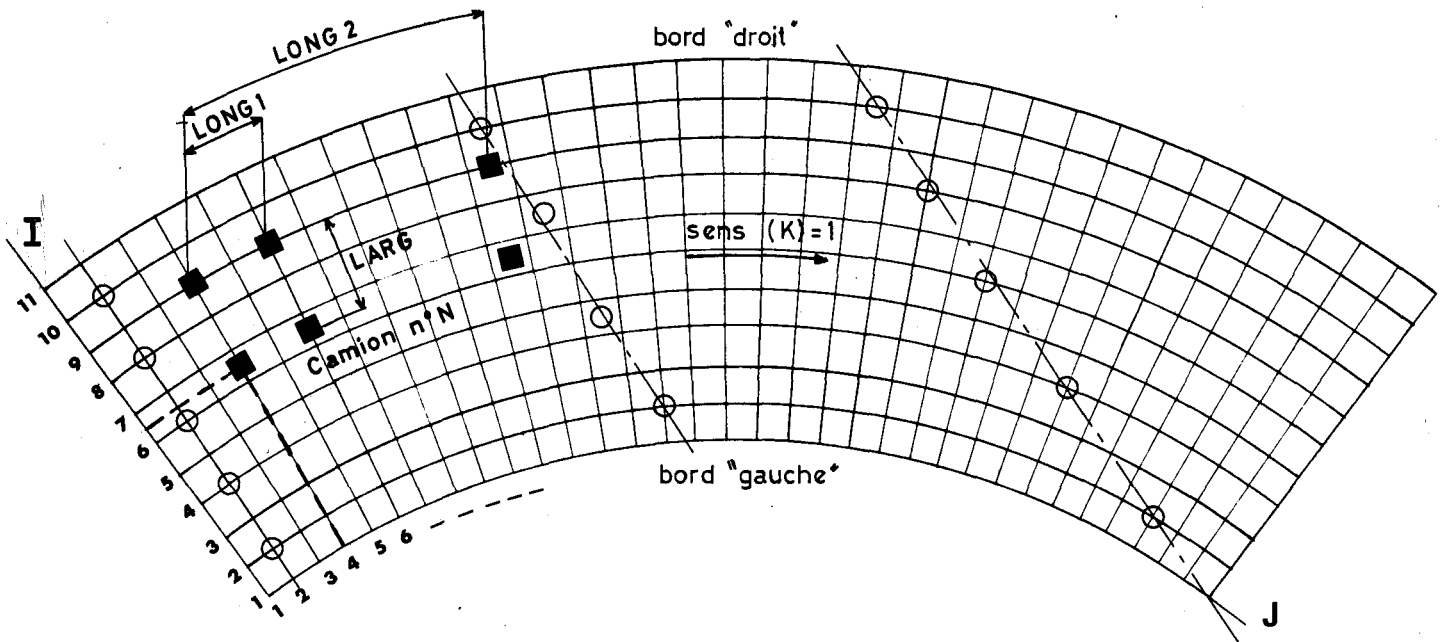 LONG 2
bord "droit"
LONG 1
I
LARG
sens (K)=1
Camion n°N
11
10
9
8
7
6
5
4
3
2
1
1 2 3 4 5 6
bord "gauche"
J